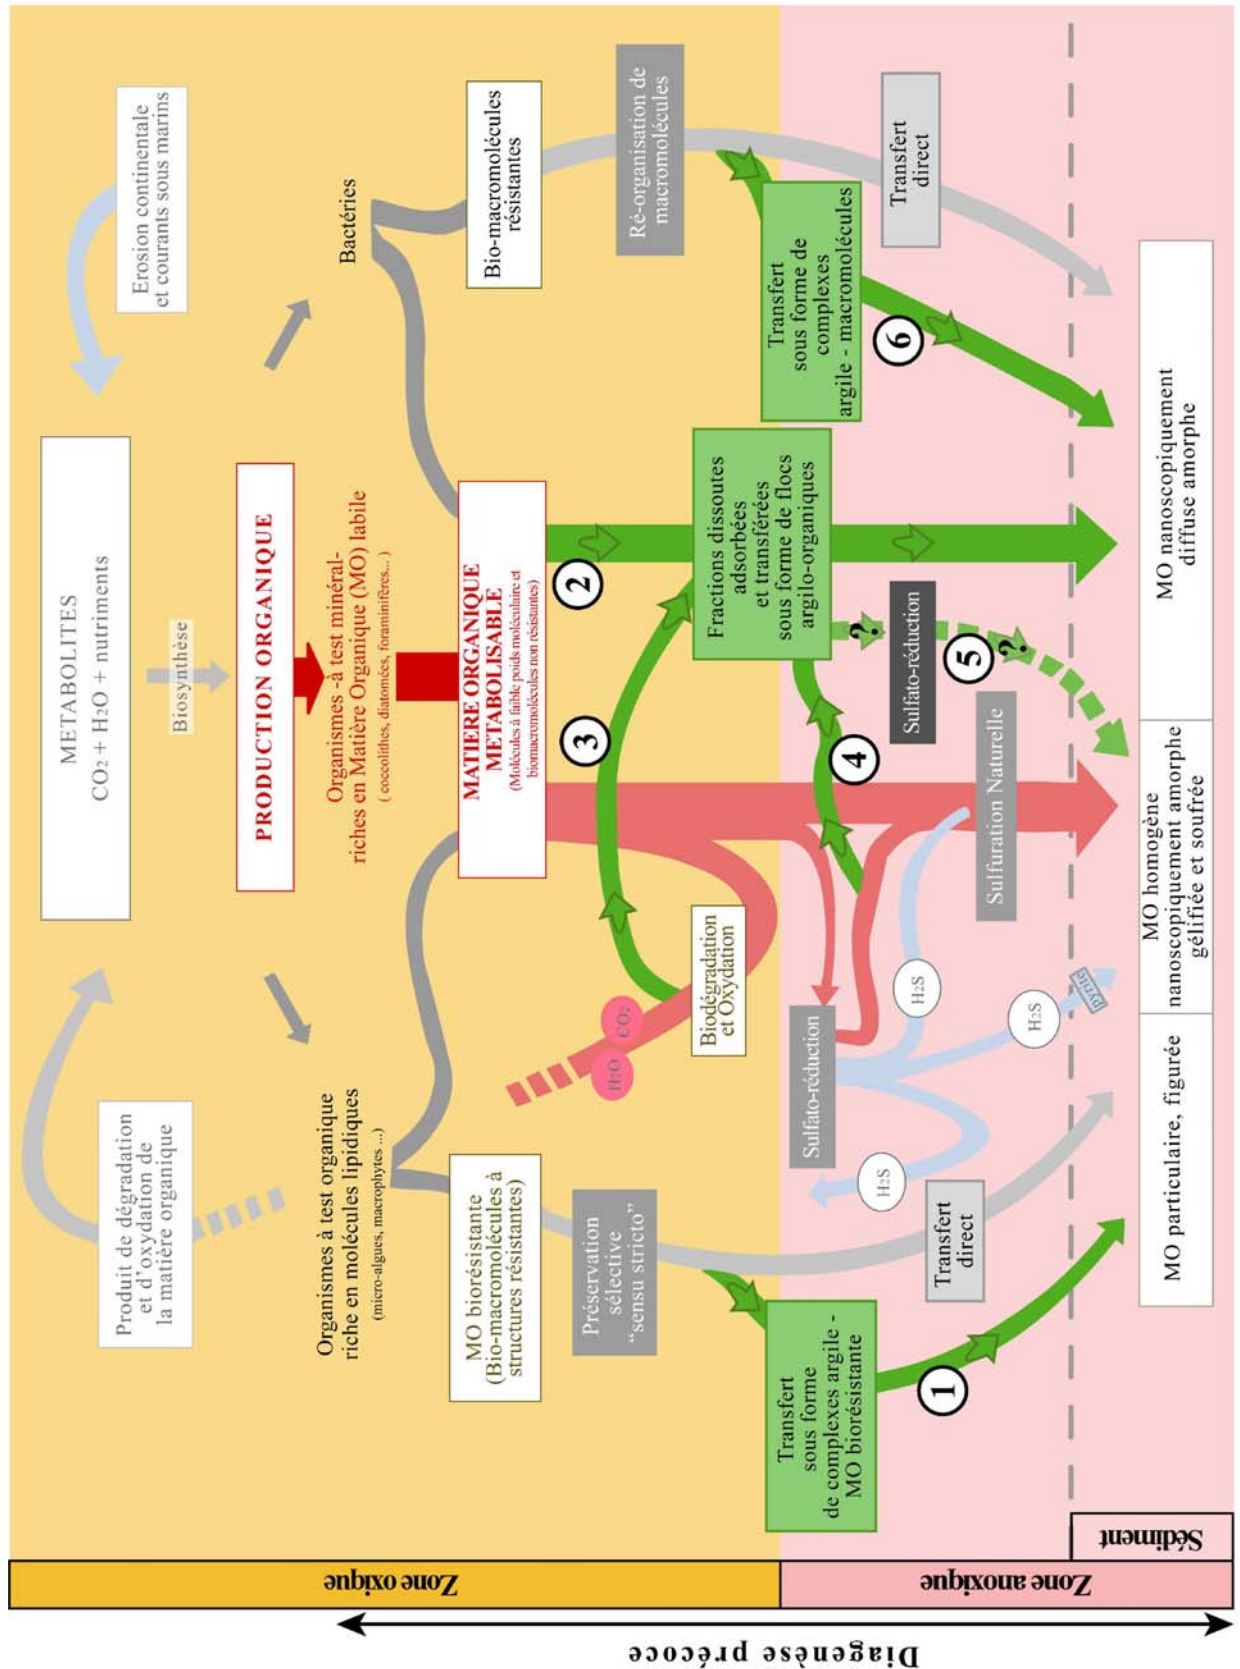 METABOLITES
CO2 + H2O + nutriments
Produit de dégradation
et d'oxydation de
la matière organique
Erosion continentale
et courants sous marins
Biosynthèse
PRODUCTION ORGANIQUE
Organismes à test organique
riche en molécules lipidiques
(micro-algues, macrophytes ...)
Organismes -à test minéral-
riches en Matière Organique (MO) labile
( coccolithes, diatomées, foraminifères... )
Bactéries
MO biorésistante
(Bio-macromolécules à
structures résistantes)
MATIERE ORGANIQUE
METABOLISABLE
(Molécules à faible poids moléculaire et
biomacromolécules non résistantes)
Bio-macromolécules
résistantes
Préservation
sélective
"sensu stricto"
H2O
CO2
3
2
Ré-organisation de
macromolécules
Biodégradation
et Oxydation
Fractions dissoutes
adsorbées
et transférées
sous forme de flocs
argilo-organiques
Transfert
sous forme
de complexes argile -
MO biorésistante
Transfert
sous forme de
complexes
argile - macromolécules
Sulfato-réduction
4
?
Sulfato-réduction
6
Transfert
direct
H2S
H2S
1
Transfert
direct
5
?
Sulfuration Naturelle
H2S
pyrite
MO particulaire, figurée
MO homogène
nanoscopiquement amorphe
gélifiée et soufrée
MO nanoscopiquement
diffuse amorphe
Zone oxique
Zone anoxique
Sédiment
Diagenèse précoce